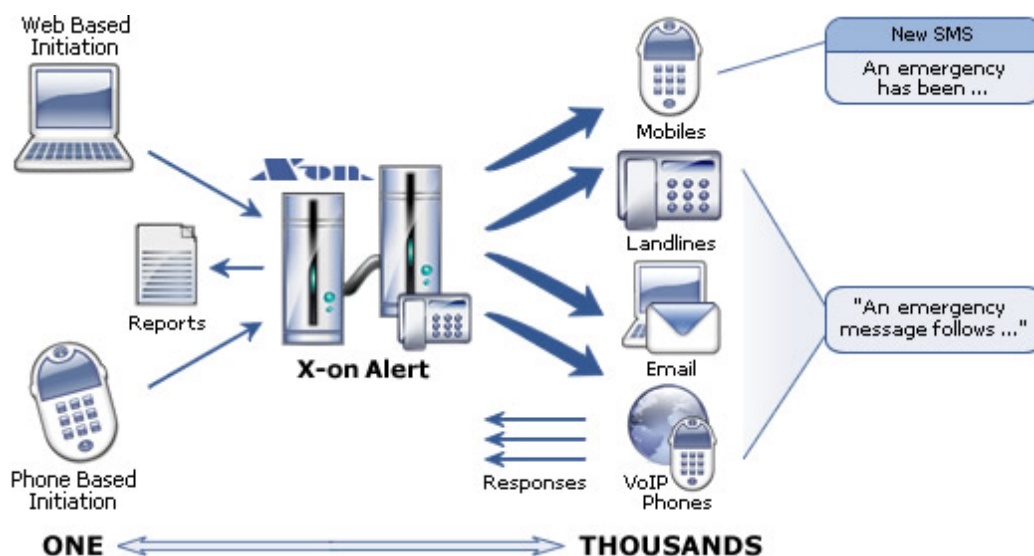 Web Based
Initiation
X-on.
Reports
X-on Alert
Phone Based
Initiation
Mobiles
Landlines
Email
VoIP
Phones
Responses
New SMS
An emergency
has been ...
"An emergency
message follows ..."
ONE
THOUSANDS